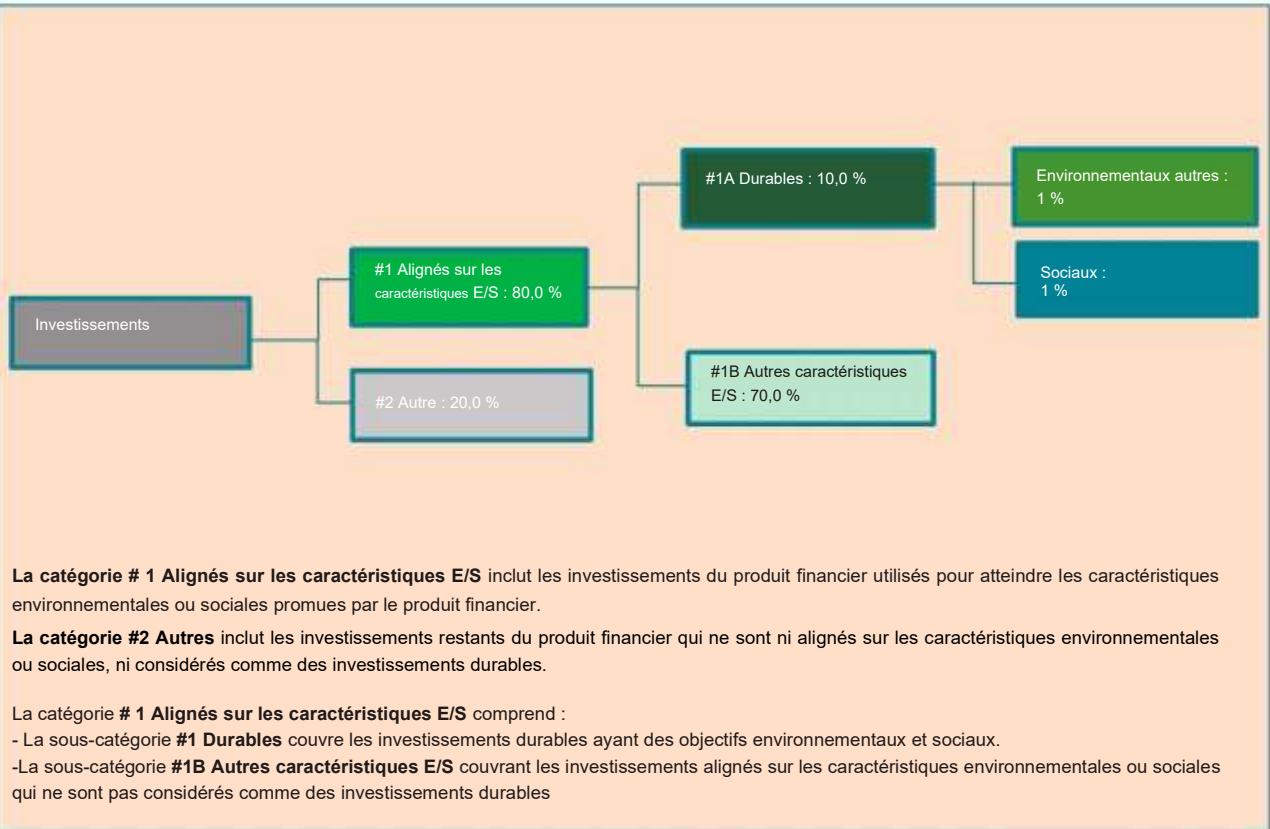 #1A Durables : 10,0 %
Environnementaux autres :
1 %
#1 Alignés sur les
caractéristiques E/S : 80,0 %
Sociaux :
1 %
Investissements
#2 Autre : 20,0 %
#1B Autres caractéristiques
E/S : 70,0 %
La catégorie # 1 Alignés sur les caractéristiques E/S inclut les investissements du produit financier utilisés pour atteindre les caractéristiques
environnementales ou sociales promues par le produit financier.
La catégorie #2 Autres inclut les investissements restants du produit financier qui ne sont ni alignés sur les caractéristiques environnementales
ou sociales, ni considérés comme des investissements durables.
La catégorie # 1 Alignés sur les caractéristiques E/S comprend :
- La sous-catégorie #1 Durables couvre les investissements durables ayant des objectifs environnementaux et sociaux.
-La sous-catégorie #1B Autres caractéristiques E/S couvrant les investissements alignés sur les caractéristiques environnementales ou sociales
qui ne sont pas considérés comme des investissements durables